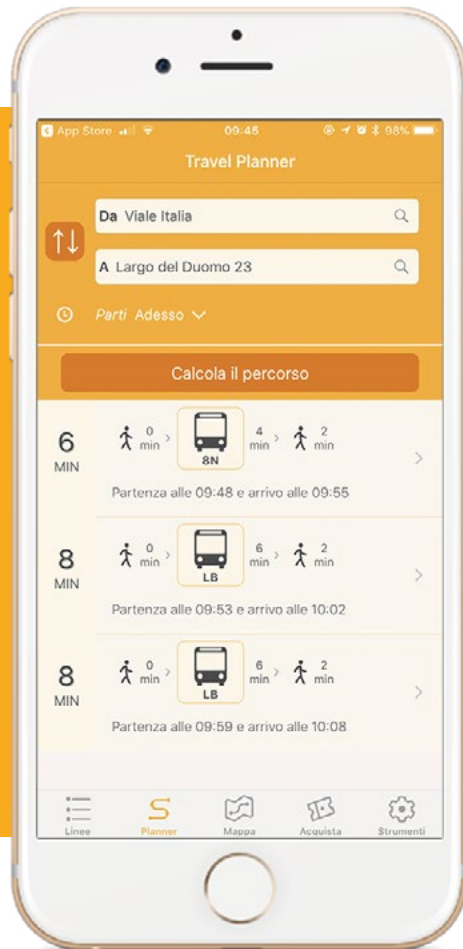 App Store 09:45 98%
Travel Planner
Da Viale Italia
A Largo del Duomo 23
Parti Adesso
Calcola il percorso
6 MIN
0 min 8N 4 min 2 min
Partenza alle 09:48 e arrivo alle 09:55
8 MIN
0 min LB 6 min 2 min
Partenza alle 09:53 e arrivo alle 10:02
8 MIN
0 min LB 6 min 2 min
Partenza alle 09:59 e arrivo alle 10:08
Linee Planner Mappa Acquista Strumenti